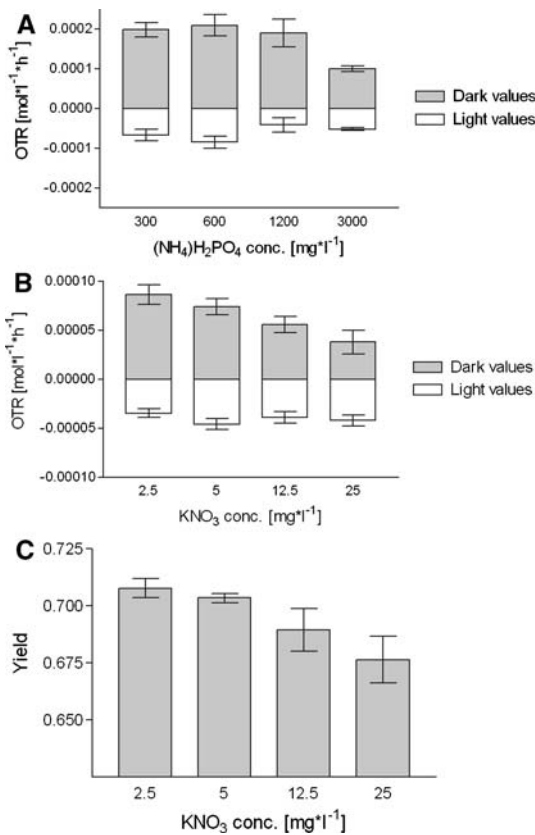 A
OTR [mol*l⁻¹*h⁻¹]
0.0002
0.0001
0.0000
-0.0001
-0.0002
300 600 1200 3000
(NH₄)H₂PO₄ conc. [mg*l⁻¹]
Dark values
Light values
B
OTR [mol*l⁻¹*h⁻¹]
0.00010
0.00005
0.00000
-0.00005
-0.00010
2.5 5 12.5 25
KNO₃ conc. [mg*l⁻¹]
Dark values
Light values
C
Yield
0.725
0.700
0.675
0.650
2.5 5 12.5 25
KNO₃ conc. [mg*l⁻¹]